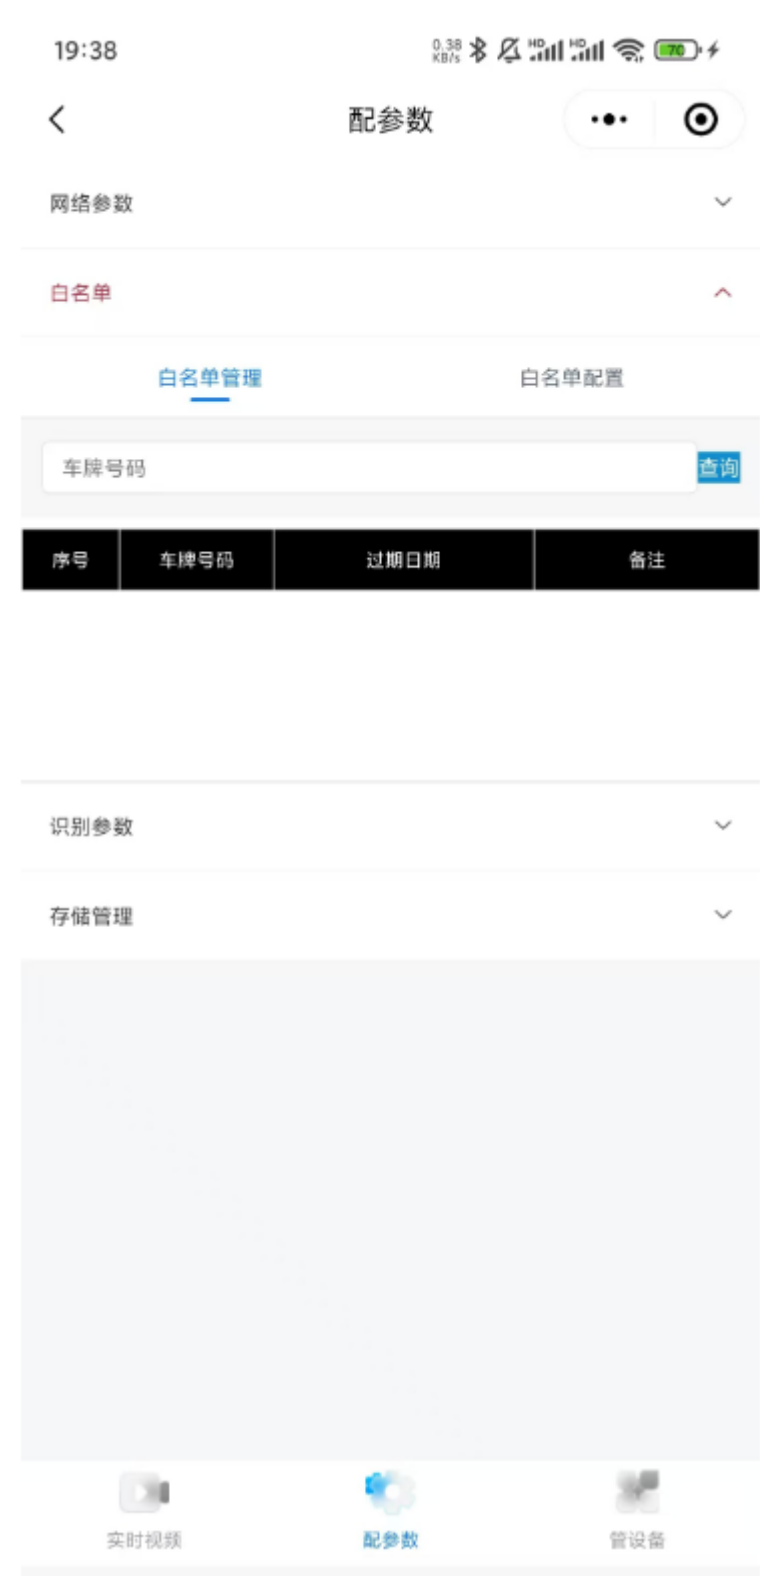 19:38 0.38 KB/s HD HD 70
配参数
网络参数
白名单
白名单管理 白名单配置
车牌号码 查询
序号 车牌号码 过期日期 备注
识别参数
存储管理
实时视频 配参数 管设备